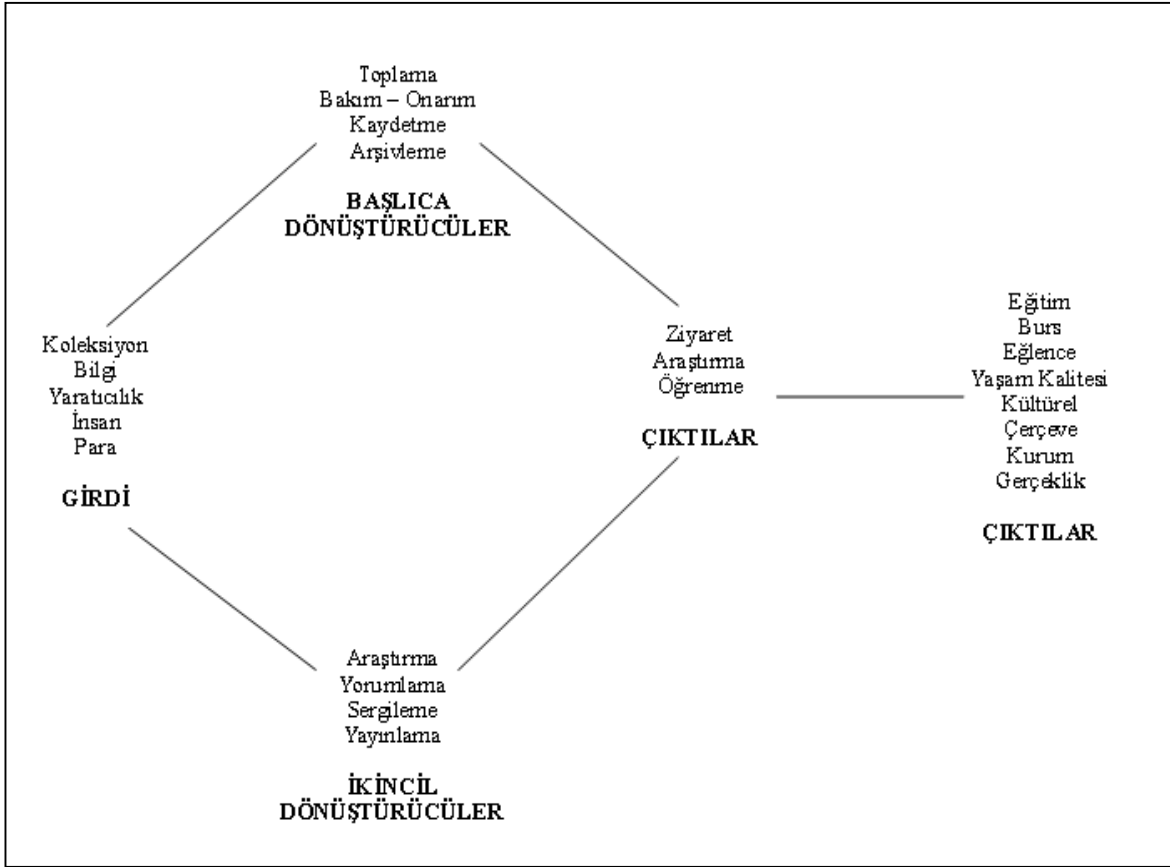 Toplama
Bakım – Onarım
Kaydetme
Arşivleme
BAŞLICA
DÖNÜŞTÜRÜCÜLER
Koleksiyon
Bilgi
Yaratıcılık
İnsan
Para
GİRDİ
Ziyaret
Araştırma
Öğrenme
ÇIKTILAR
Eğitim
Burs
Eğlence
Yaşam Kalitesi
Kültürel
Çerçeve
Kurum
Gerçeklik
ÇIKTILAR
Araştırma
Yorumlama
Sergileme
Yayınlama
İKİNCİL
DÖNÜŞTÜRÜCÜLER